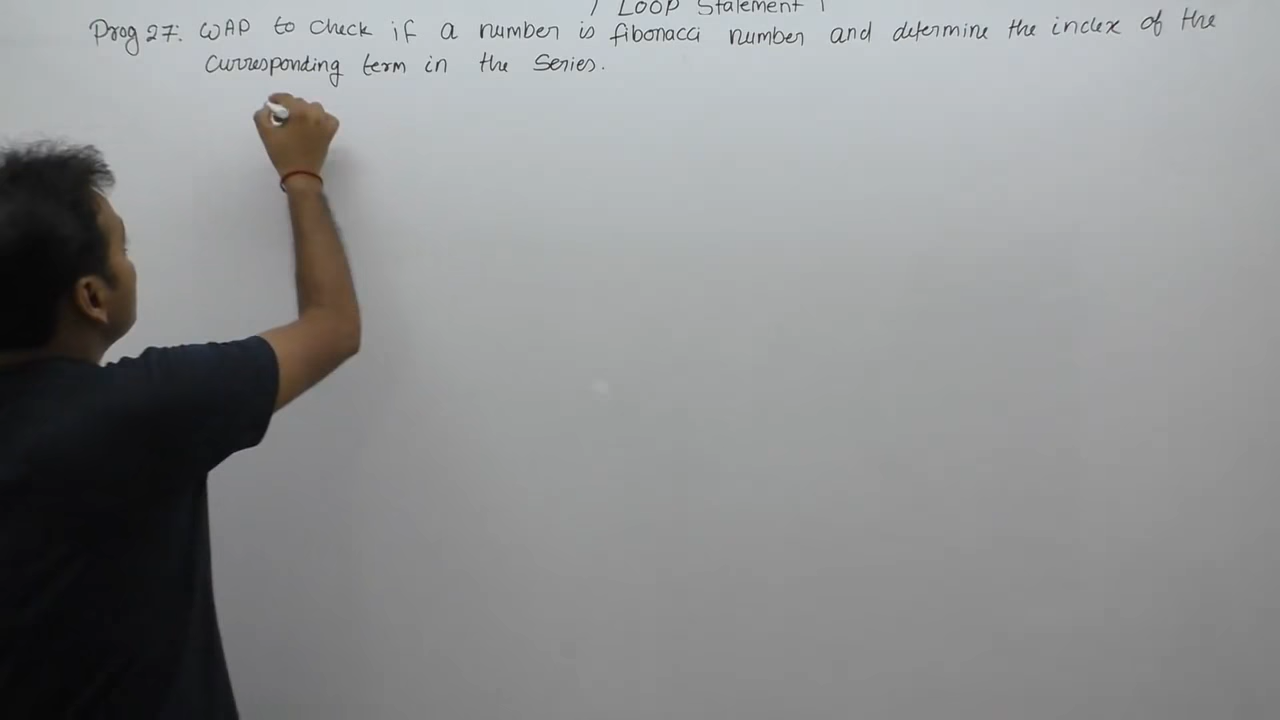 LOOP Statement
Prog 27: WAP to check if a number is fibonacci number and determine the index of the
Curresponding term in the Series.